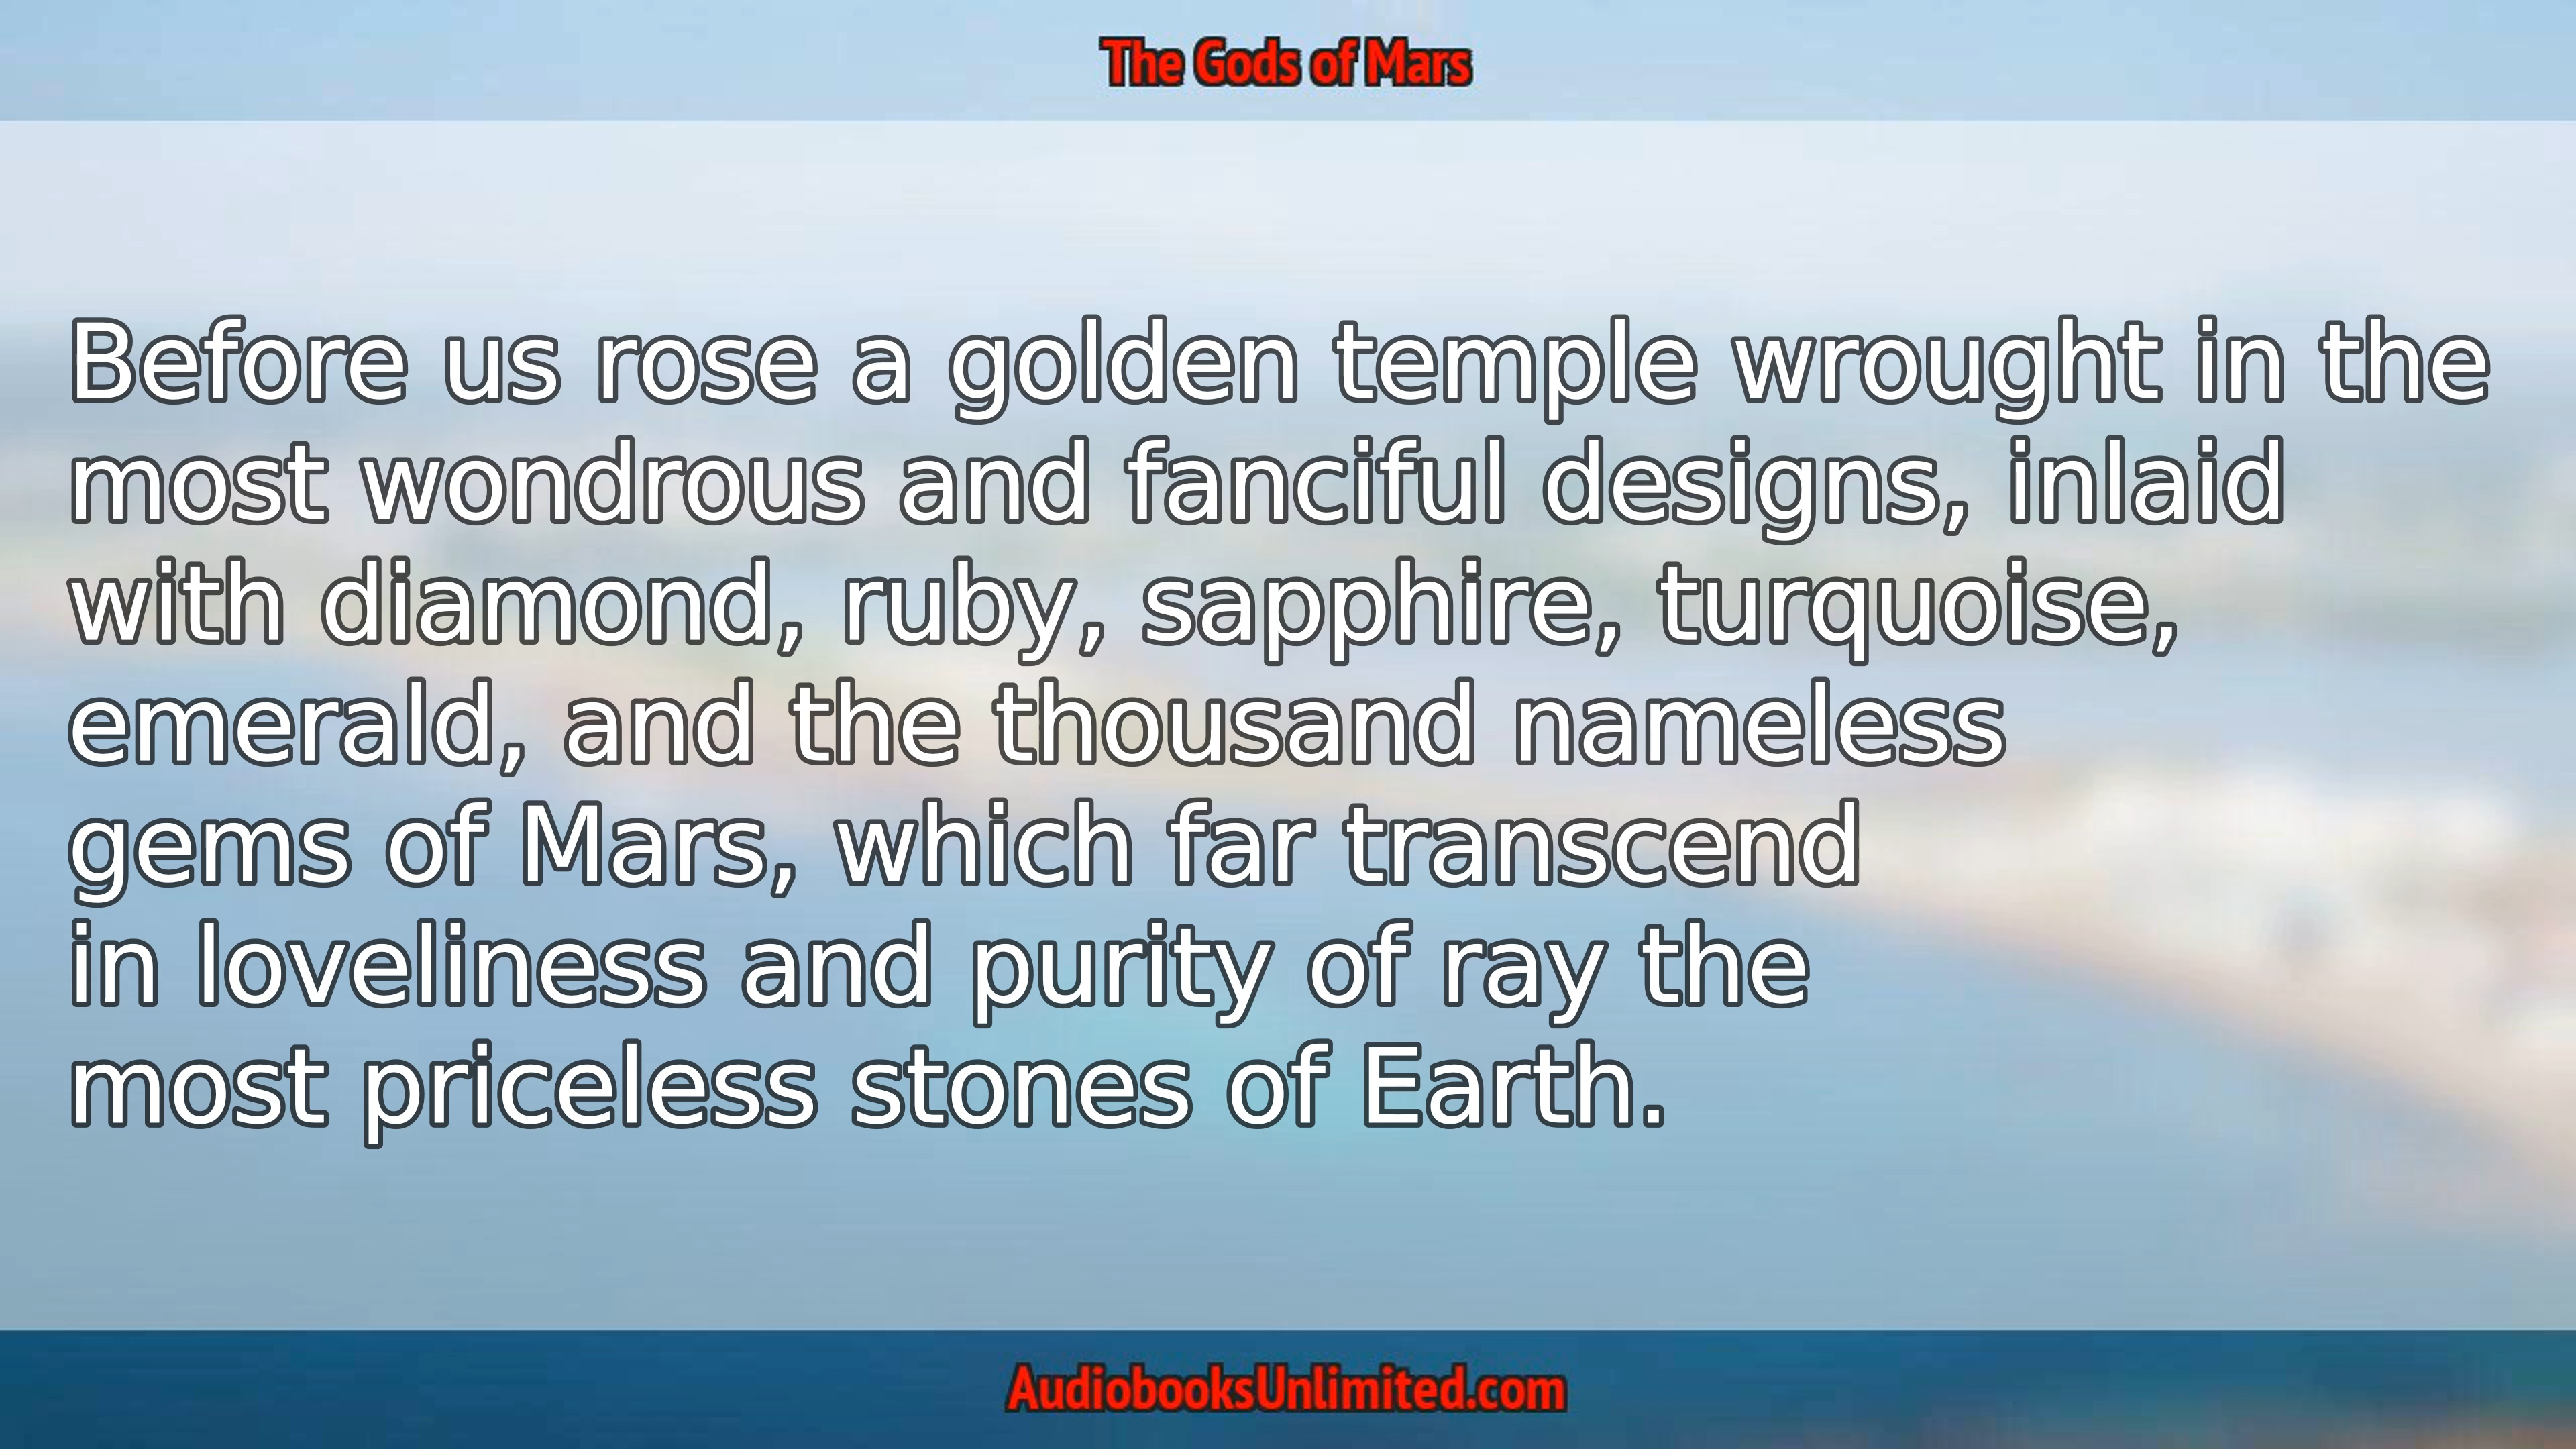 The Gods of Mars
Before us rose a golden temple wrought in the
most wondrous and fanciful designs, inlaid
with diamond, ruby, sapphire, turquoise,
emerald, and the thousand nameless
gems of Mars, which far transcend
in loveliness and purity of ray the
most priceless stones of Earth.
AudiobooksUnlimited.com